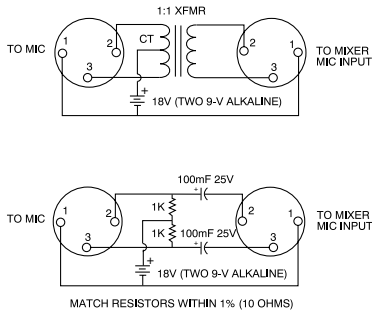 1:1 XFMR
TO MIC
1
2
3
CT
+
18V (TWO 9-V ALKALINE)
2
1
3
TO MIXER
MIC INPUT
100mF 25V
+
TO MIC
1
2
3
1K
1K
100mF 25V
+
+
18V (TWO 9-V ALKALINE)
2
1
3
TO MIXER
MIC INPUT
MATCH RESISTORS WITHIN 1% (10 OHMS)